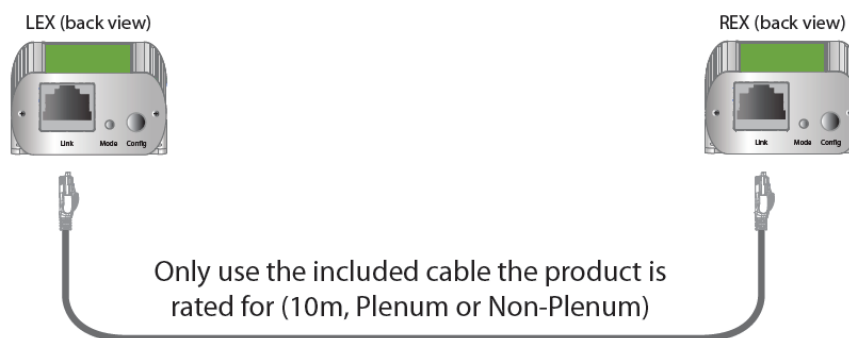 LEX (back view)
REX (back view)
Link Mode Config
Link Mode Config
Only use the included cable the product is
rated for (10m, Plenum or Non-Plenum)